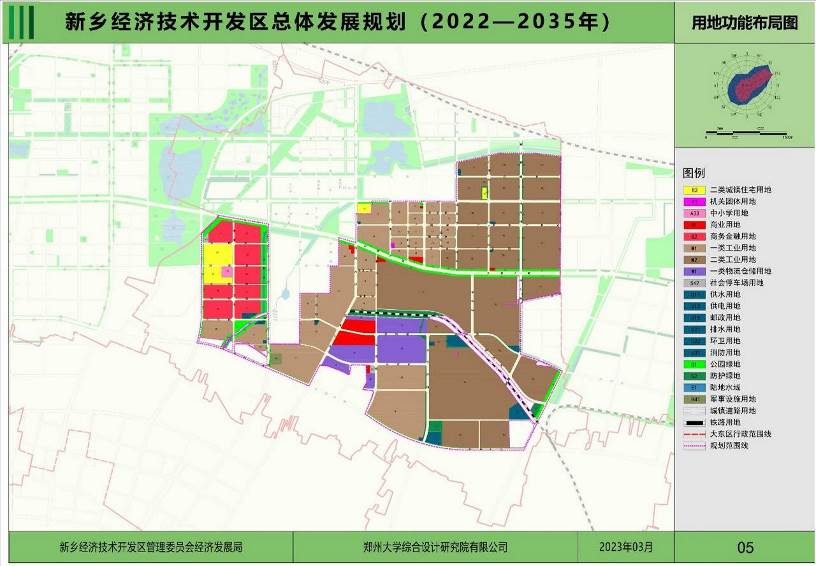 新乡经济技术开发区总体发展规划（2022—2035年）
用地功能布局图
图例
二类城镇住宅用地
机关团体用地
A33 中小学用地
商业用地
商务金融用地
M1 一类工业用地
M2 二类工业用地
一类物流仓储用地
S42 社会停车场用地
供水用地
供电用地
邮政用地
排水用地
环卫用地
消防用地
公园绿地
防护绿地
E1 陆地水域
军事设施用地
城镇道路用地
铁路用地
大东区行政范围线
规划范围线
新乡经济技术开发区管理委员会经济发展局
郑州大学综合设计研究院有限公司
2023年03月
05